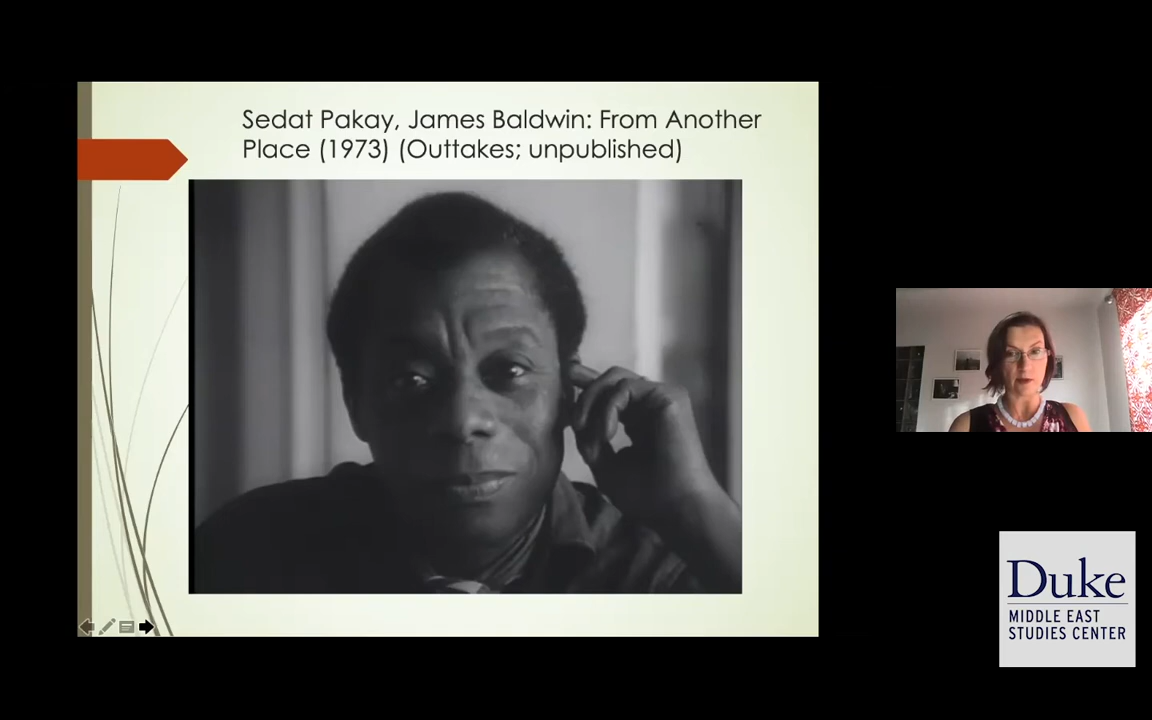 Sedat Pakay, James Baldwin: From Another
Place (1973) (Outtakes; unpublished)
Duke
MIDDLE EAST
STUDIES CENTER